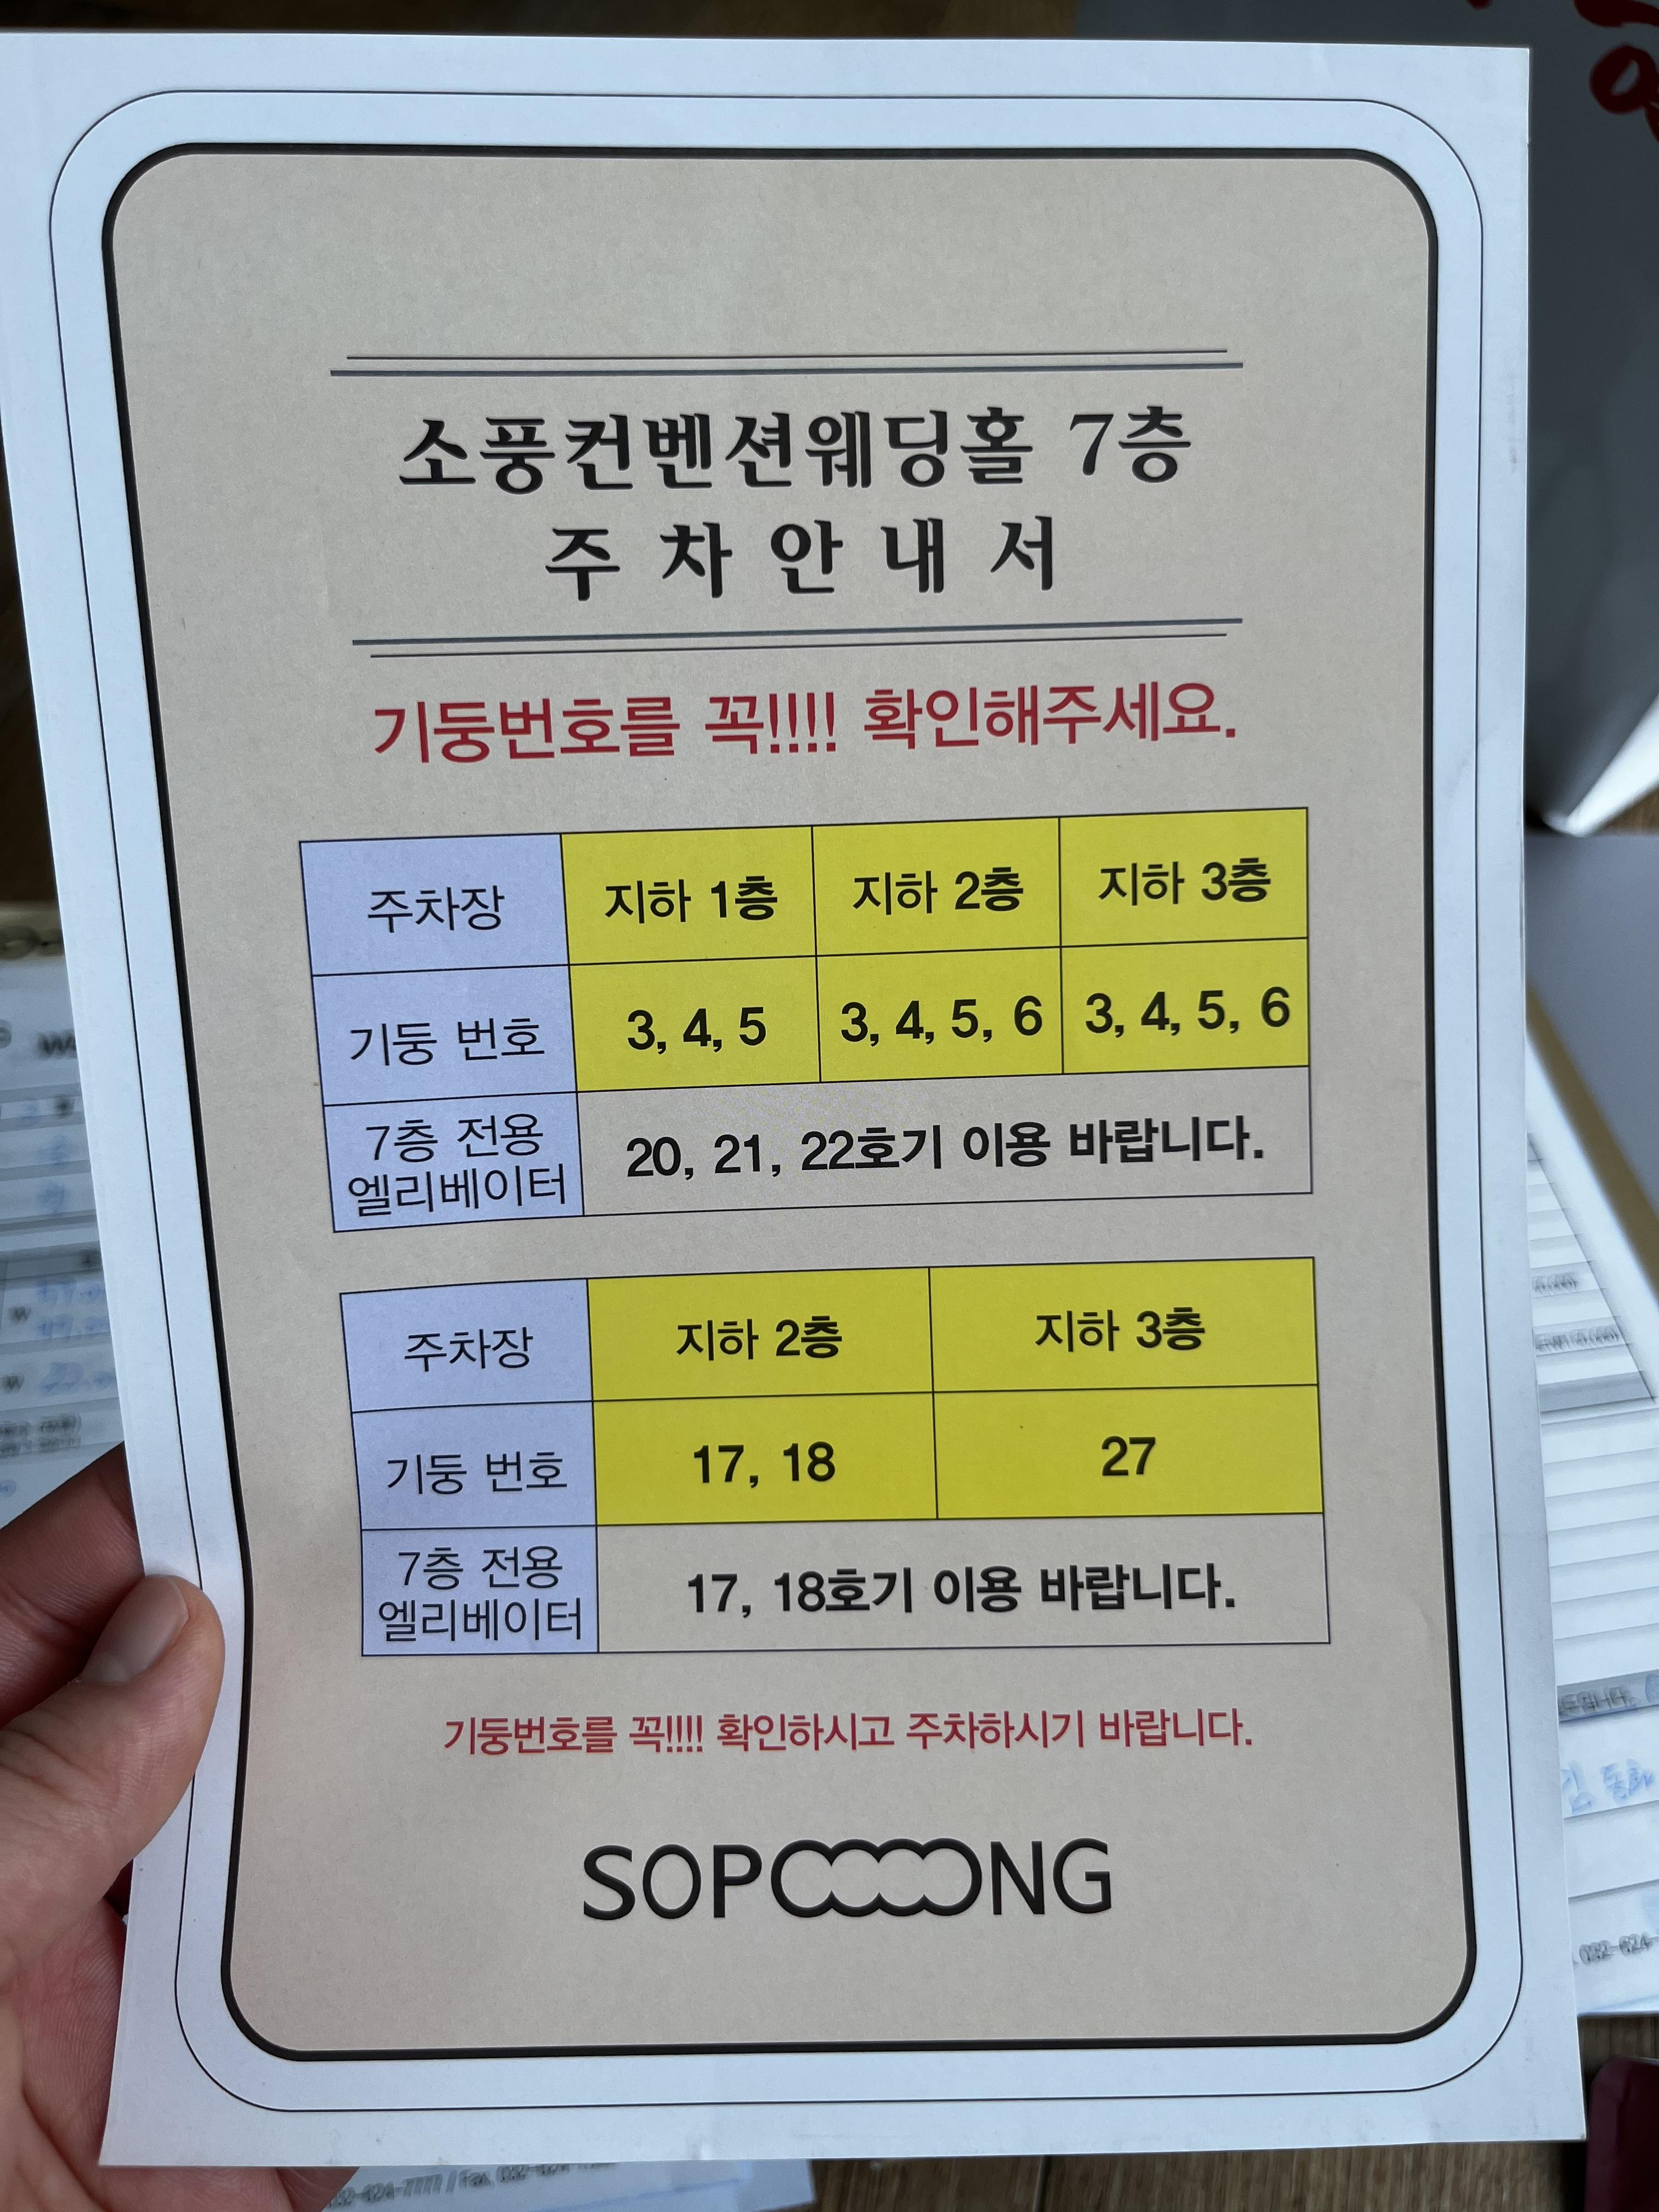 소풍컨벤션웨딩홀 7층
주 차 안 내 서
기둥번호를 꼭!!!! 확인해주세요.
주차장 지하 1층 지하 2층 지하 3층
기둥 번호 3, 4, 5 3, 4, 5, 6 3, 4, 5, 6
7층 전용
엘리베이터 20, 21, 22호기 이용 바랍니다.
주차장 지하 2층 지하 3층
기둥 번호 17, 18 27
7층 전용
엘리베이터 17, 18호기 이용 바랍니다.
기둥번호를 꼭!!!! 확인하시고 주차하시기 바랍니다.
SOPOOOONG